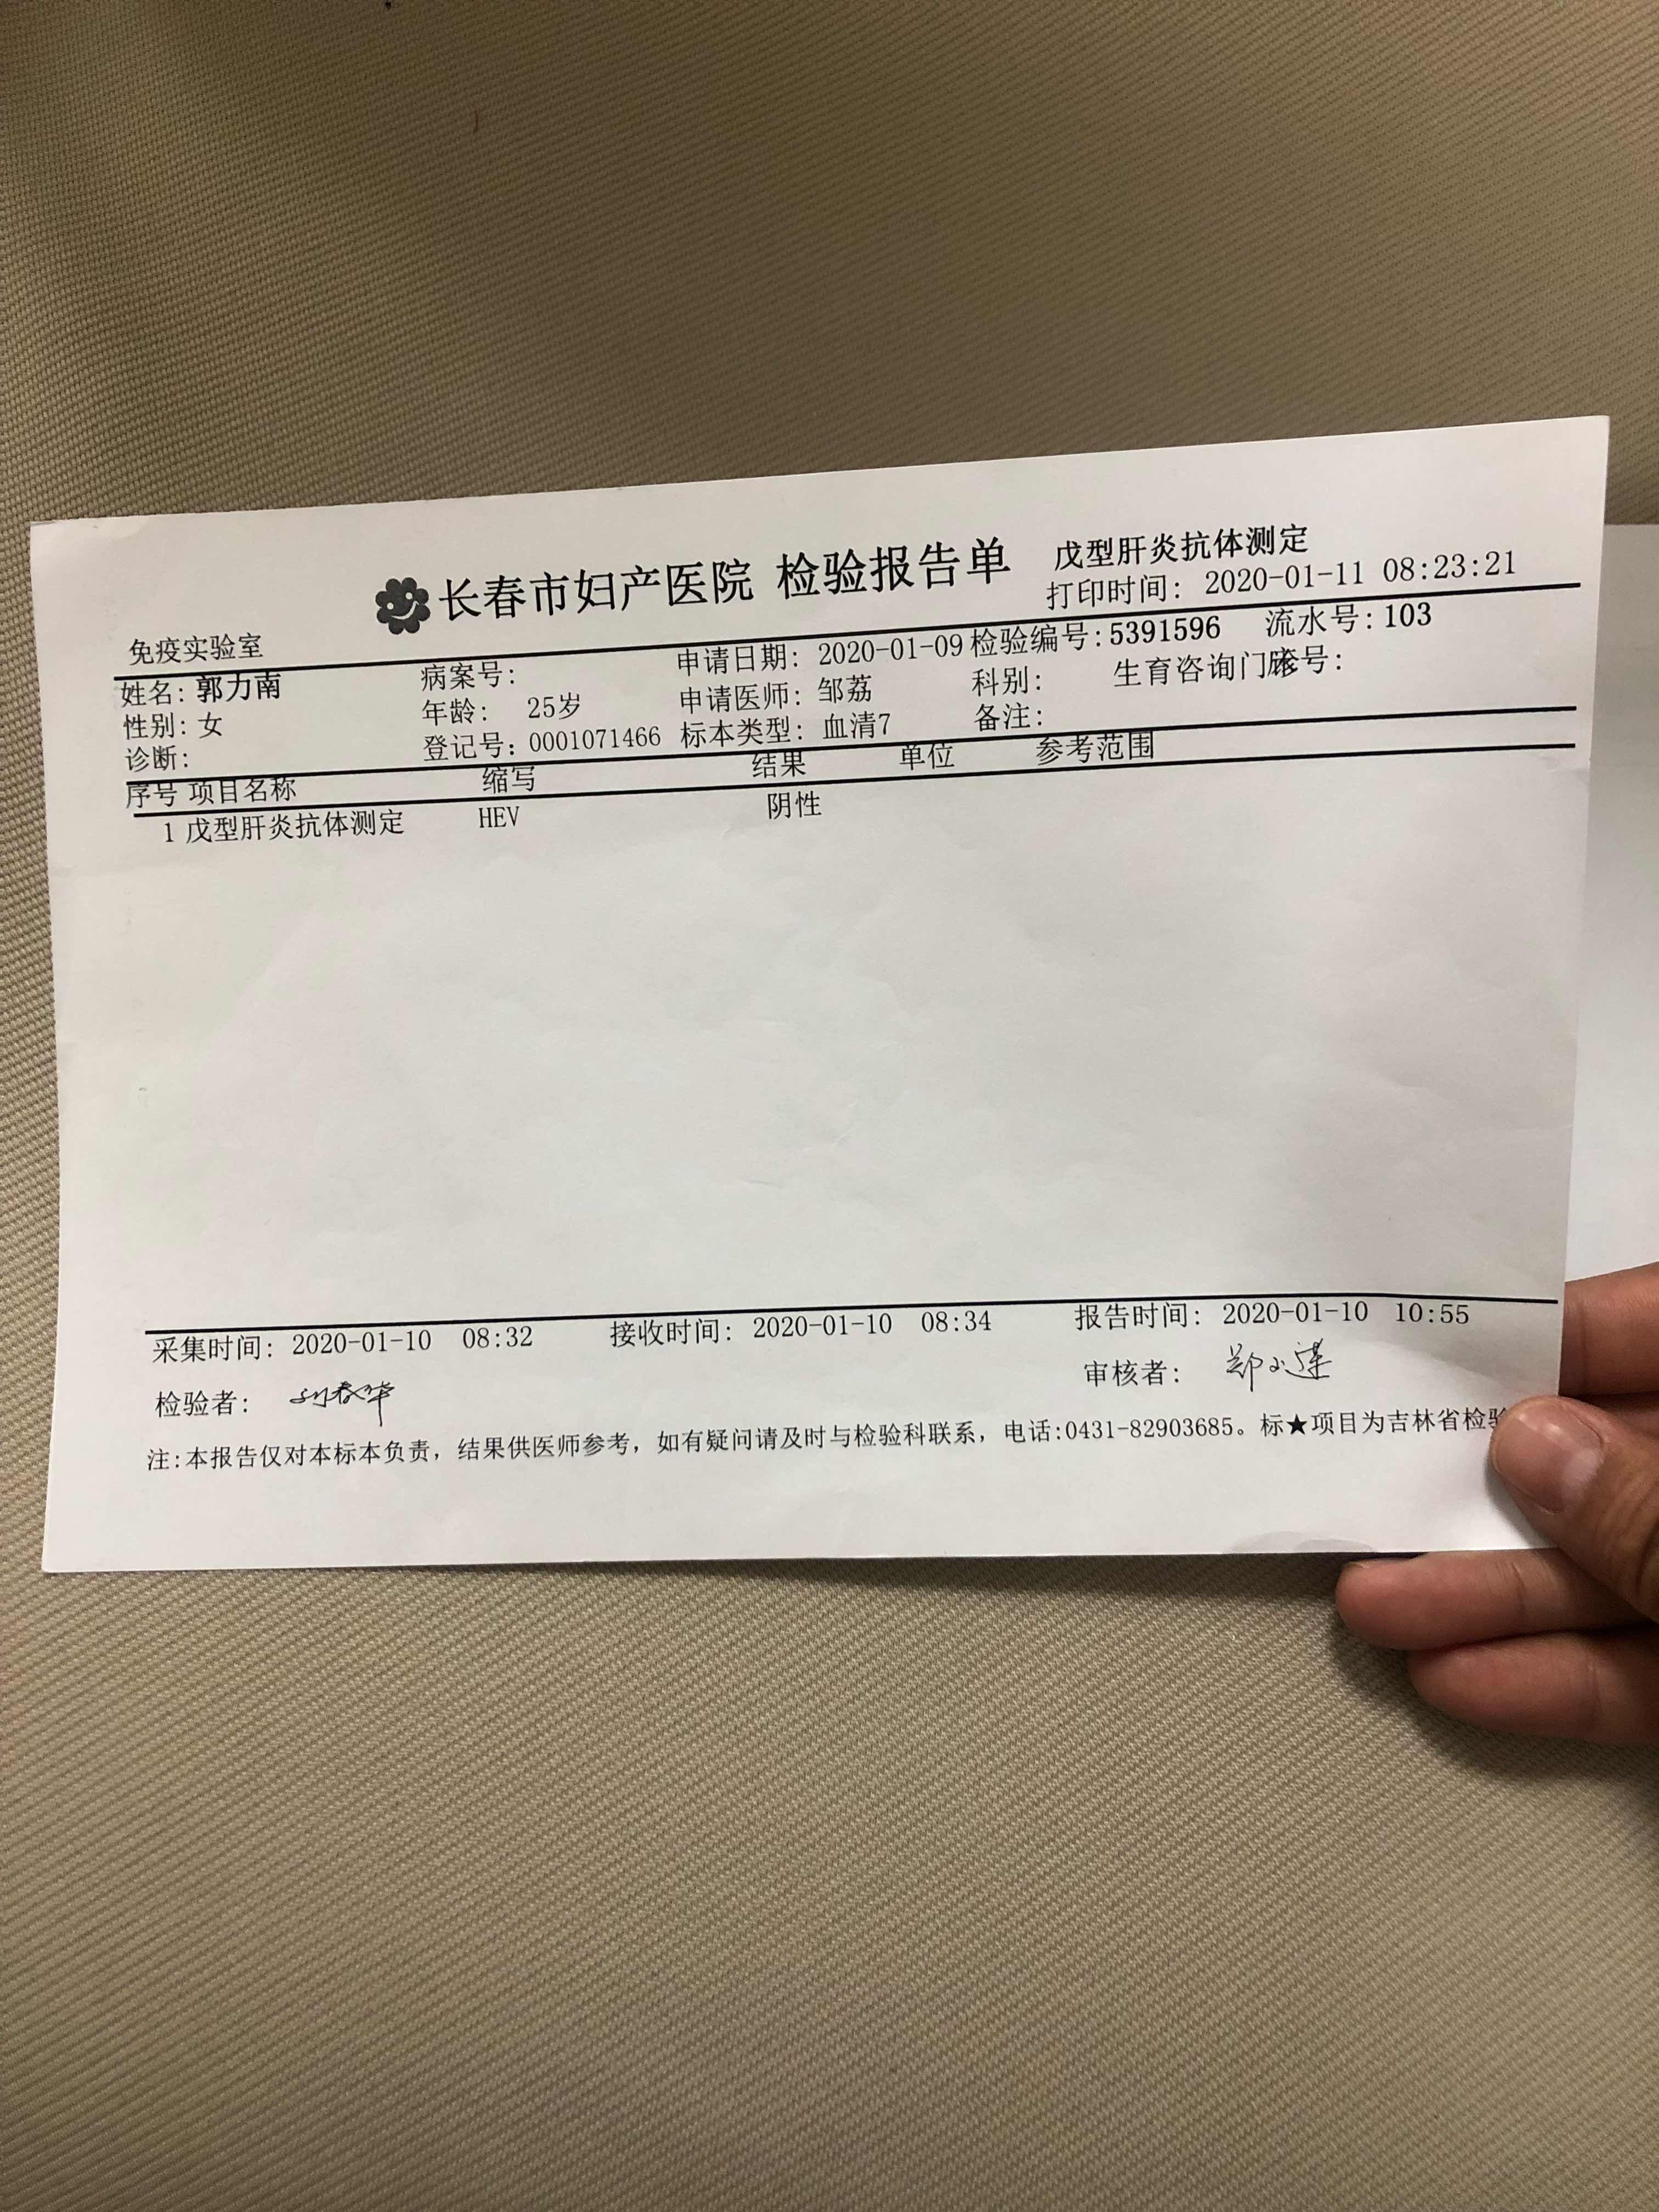 长春市妇产医院 检验报告单 戊型肝炎抗体测定
免疫实验室 打印时间: 2020-01-11 08:23:21
姓名: 郭力南 病案号: 申请日期: 2020-01-09 检验编号:5391596 流水号:103
性别: 女 年龄: 25岁 申请医师: 邹荔 科别: 生育咨询门 号:
诊断: 登记号: 0001071466 标本类型: 血清7 备注:
序号 项目名称 缩写 结果 单位 参考范围
1 戊型肝炎抗体测定 HEV 阴性
采集时间: 2020-01-10 08:32 接收时间: 2020-01-10 08:34 报告时间: 2020-01-10 10:55
检验者: 刘春华 审核者:
注:本报告仅对本标本负责，结果供医师参考，如有疑问请及时与检验科联系，电话:0431-82903685。标★项目为吉林省检验